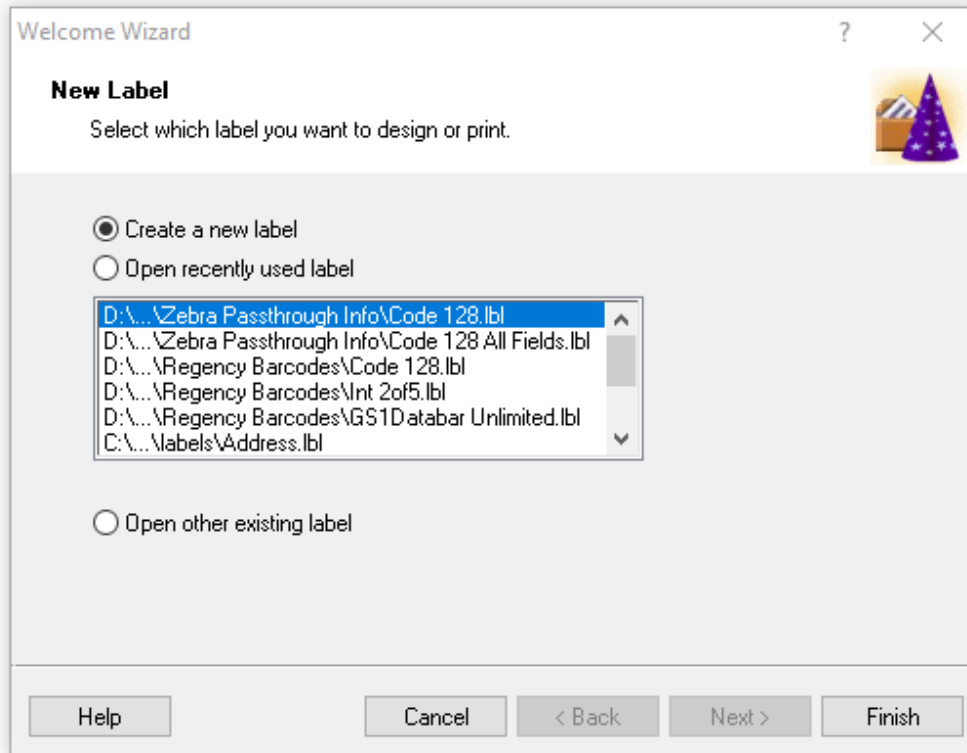 Welcome Wizard ?
New Label
Select which label you want to design or print.
Create a new label
Open recently used label
D:\...\Zebra Passthrough Info\Code 128.lbl
D:\...\Zebra Passthrough Info\Code 128 All Fields.lbl
D:\...\Regency Barcodes\Code 128.lbl
D:\...\Regency Barcodes\Int 2of5.lbl
D:\...\Regency Barcodes\GS1Databar Unlimited.lbl
C:\...\labels\Address.lbl
Open other existing label
Help Cancel < Back Next > Finish